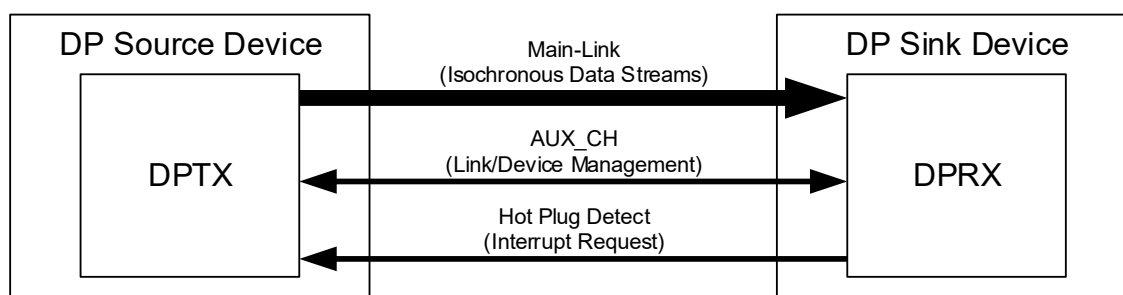 DP Source Device
DP Sink Device
Main-Link
(Isochronous Data Streams)
AUX_CH
(Link/Device Management)
DPTX
DPRX
Hot Plug Detect
(Interrupt Request)